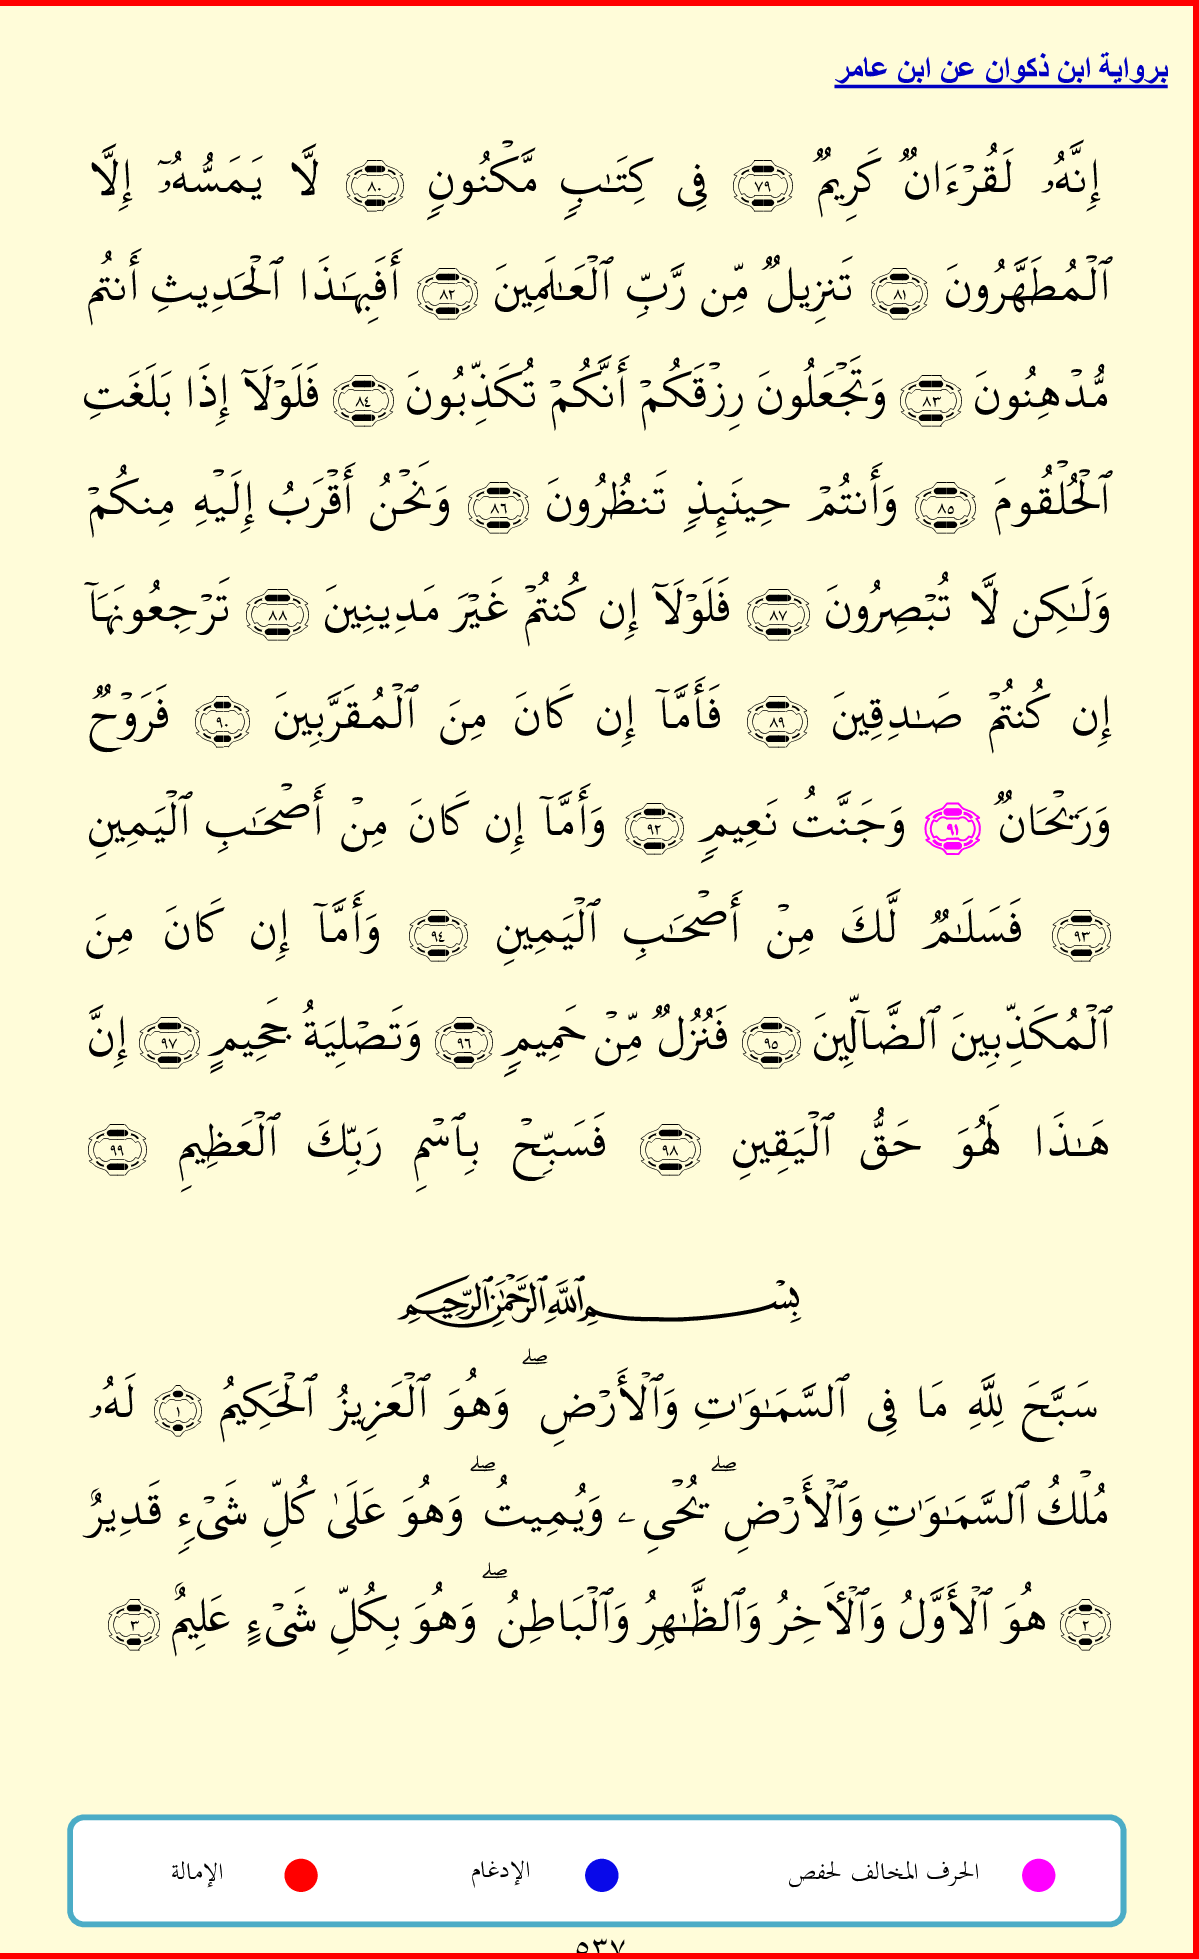 برواية ابن ذكوان عن ابن عامر
إِنَّهُۥ لَقُرْءَانٌ كَرِيمٌ ٧٩ فِى كِتَـٰبٍ مَّكْنُونٍ ٨٠ لَّا يَمَسُّهُۥٓ إِلَّا
ٱلْمُطَهَّرُونَ ٨١ تَنزِيلٌ مِّن رَّبِّ ٱلْعَـٰلَمِينَ ٨٢ أَفَبِهَـٰذَا ٱلْحَدِيثِ أَنتُم
مُّدْهِنُونَ ٨٣ وَتَجْعَلُونَ رِزْقَكُمْ أَنَّكُمْ تُكَذِّبُونَ ٨٤ فَلَوْلَآ إِذَا بَلَغَتِ
ٱلْحُلْقُومَ ٨٥ وَأَنتُمْ حِينَئِذٍ تَنظُرُونَ ٨٦ وَنَحْنُ أَقْرَبُ إِلَيْهِ مِنكُمْ
وَلَـٰكِن لَّا تُبْصِرُونَ ٨٧ فَلَوْلَآ إِن كُنتُمْ غَيْرَ مَدِينِينَ ٨٨ تَرْجِعُونَهَآ
إِن كُنتُمْ صَـٰدِقِينَ ٨٩ فَأَمَّآ إِن كَانَ مِنَ ٱلْمُقَرَّبِينَ ٩٠ فَرَوْحٌ
وَرَيْحَانٌ ٩١ وَجَنَّتُ نَعِيمٍ ٩٢ وَأَمَّآ إِن كَانَ مِنْ أَصْحَـٰبِ ٱلْيَمِينِ
٩٣ فَسَلَـٰمٌ لَّكَ مِنْ أَصْحَـٰبِ ٱلْيَمِينِ ٩٤ وَأَمَّآ إِن كَانَ مِنَ
ٱلْمُكَذِّبِينَ ٱلضَّآلِّينَ ٩٥ فَنُزُلٌ مِّنْ حَمِيمٍ ٩٦ وَتَصْلِيَةُ جَحِيمٍ ٩٧ إِنَّ
هَـٰذَا لَهُوَ حَقُّ ٱلْيَقِينِ ٩٨ فَسَبِّحْ بِٱسْمِ رَبِّكَ ٱلْعَظِيمِ ٩٩
بِسْمِ ٱللَّهِ ٱلرَّحْمَـٰنِ ٱلرَّحِيمِ
سَبَّحَ لِلَّهِ مَا فِى ٱلسَّمَـٰوَٰتِ وَٱلْأَرْضِ ۖ وَهُوَ ٱلْعَزِيزُ ٱلْحَكِيمُ ١ لَهُۥ
مُلْكُ ٱلسَّمَـٰوَٰتِ وَٱلْأَرْضِ ۖ يُحْىِۦ وَيُمِيتُ ۖ وَهُوَ عَلَىٰ كُلِّ شَىْءٍ قَدِيرٌ
٢ هُوَ ٱلْأَوَّلُ وَٱلْأَخِرُ وَٱلظَّـٰهِرُ وَٱلْبَاطِنُ ۖ وَهُوَ بِكُلِّ شَىْءٍ عَلِيمٌ ٣
الحرف المخالف لحفص الإدغام الإمالة
٥٣٧